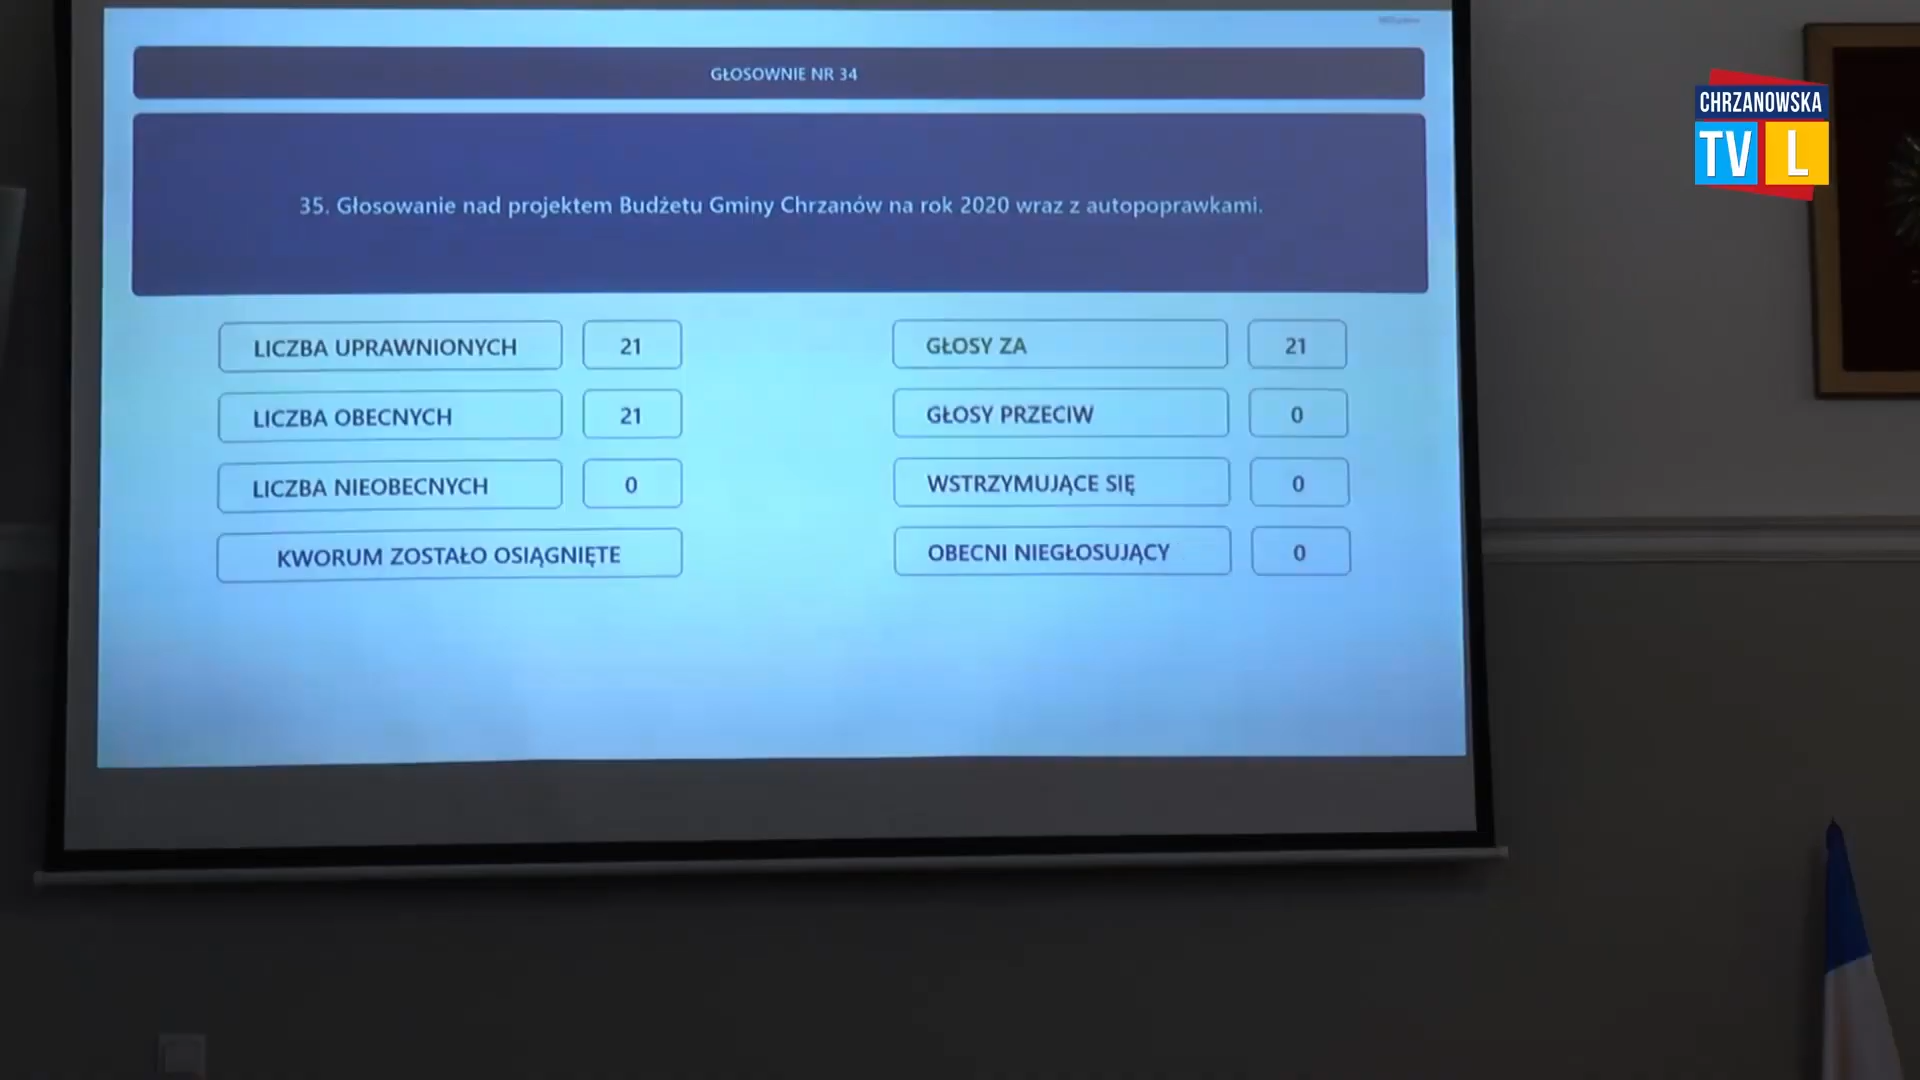 GŁOSOWNIE NR 34
35. Głosowanie nad projektem Budżetu Gminy Chrzanów na rok 2020 wraz z autopoprawkami.
LICZBA UPRAWNIONYCH 21
LICZBA OBECNYCH 21
LICZBA NIEOBECNYCH 0
KWORUM ZOSTAŁO OSIĄGNIĘTE
GŁOSY ZA 21
GŁOSY PRZECIW 0
WSTRZYMUJĄCE SIĘ 0
OBECNI NIEGŁOSUJĄCY 0
CHRZANOWSKA
TV L